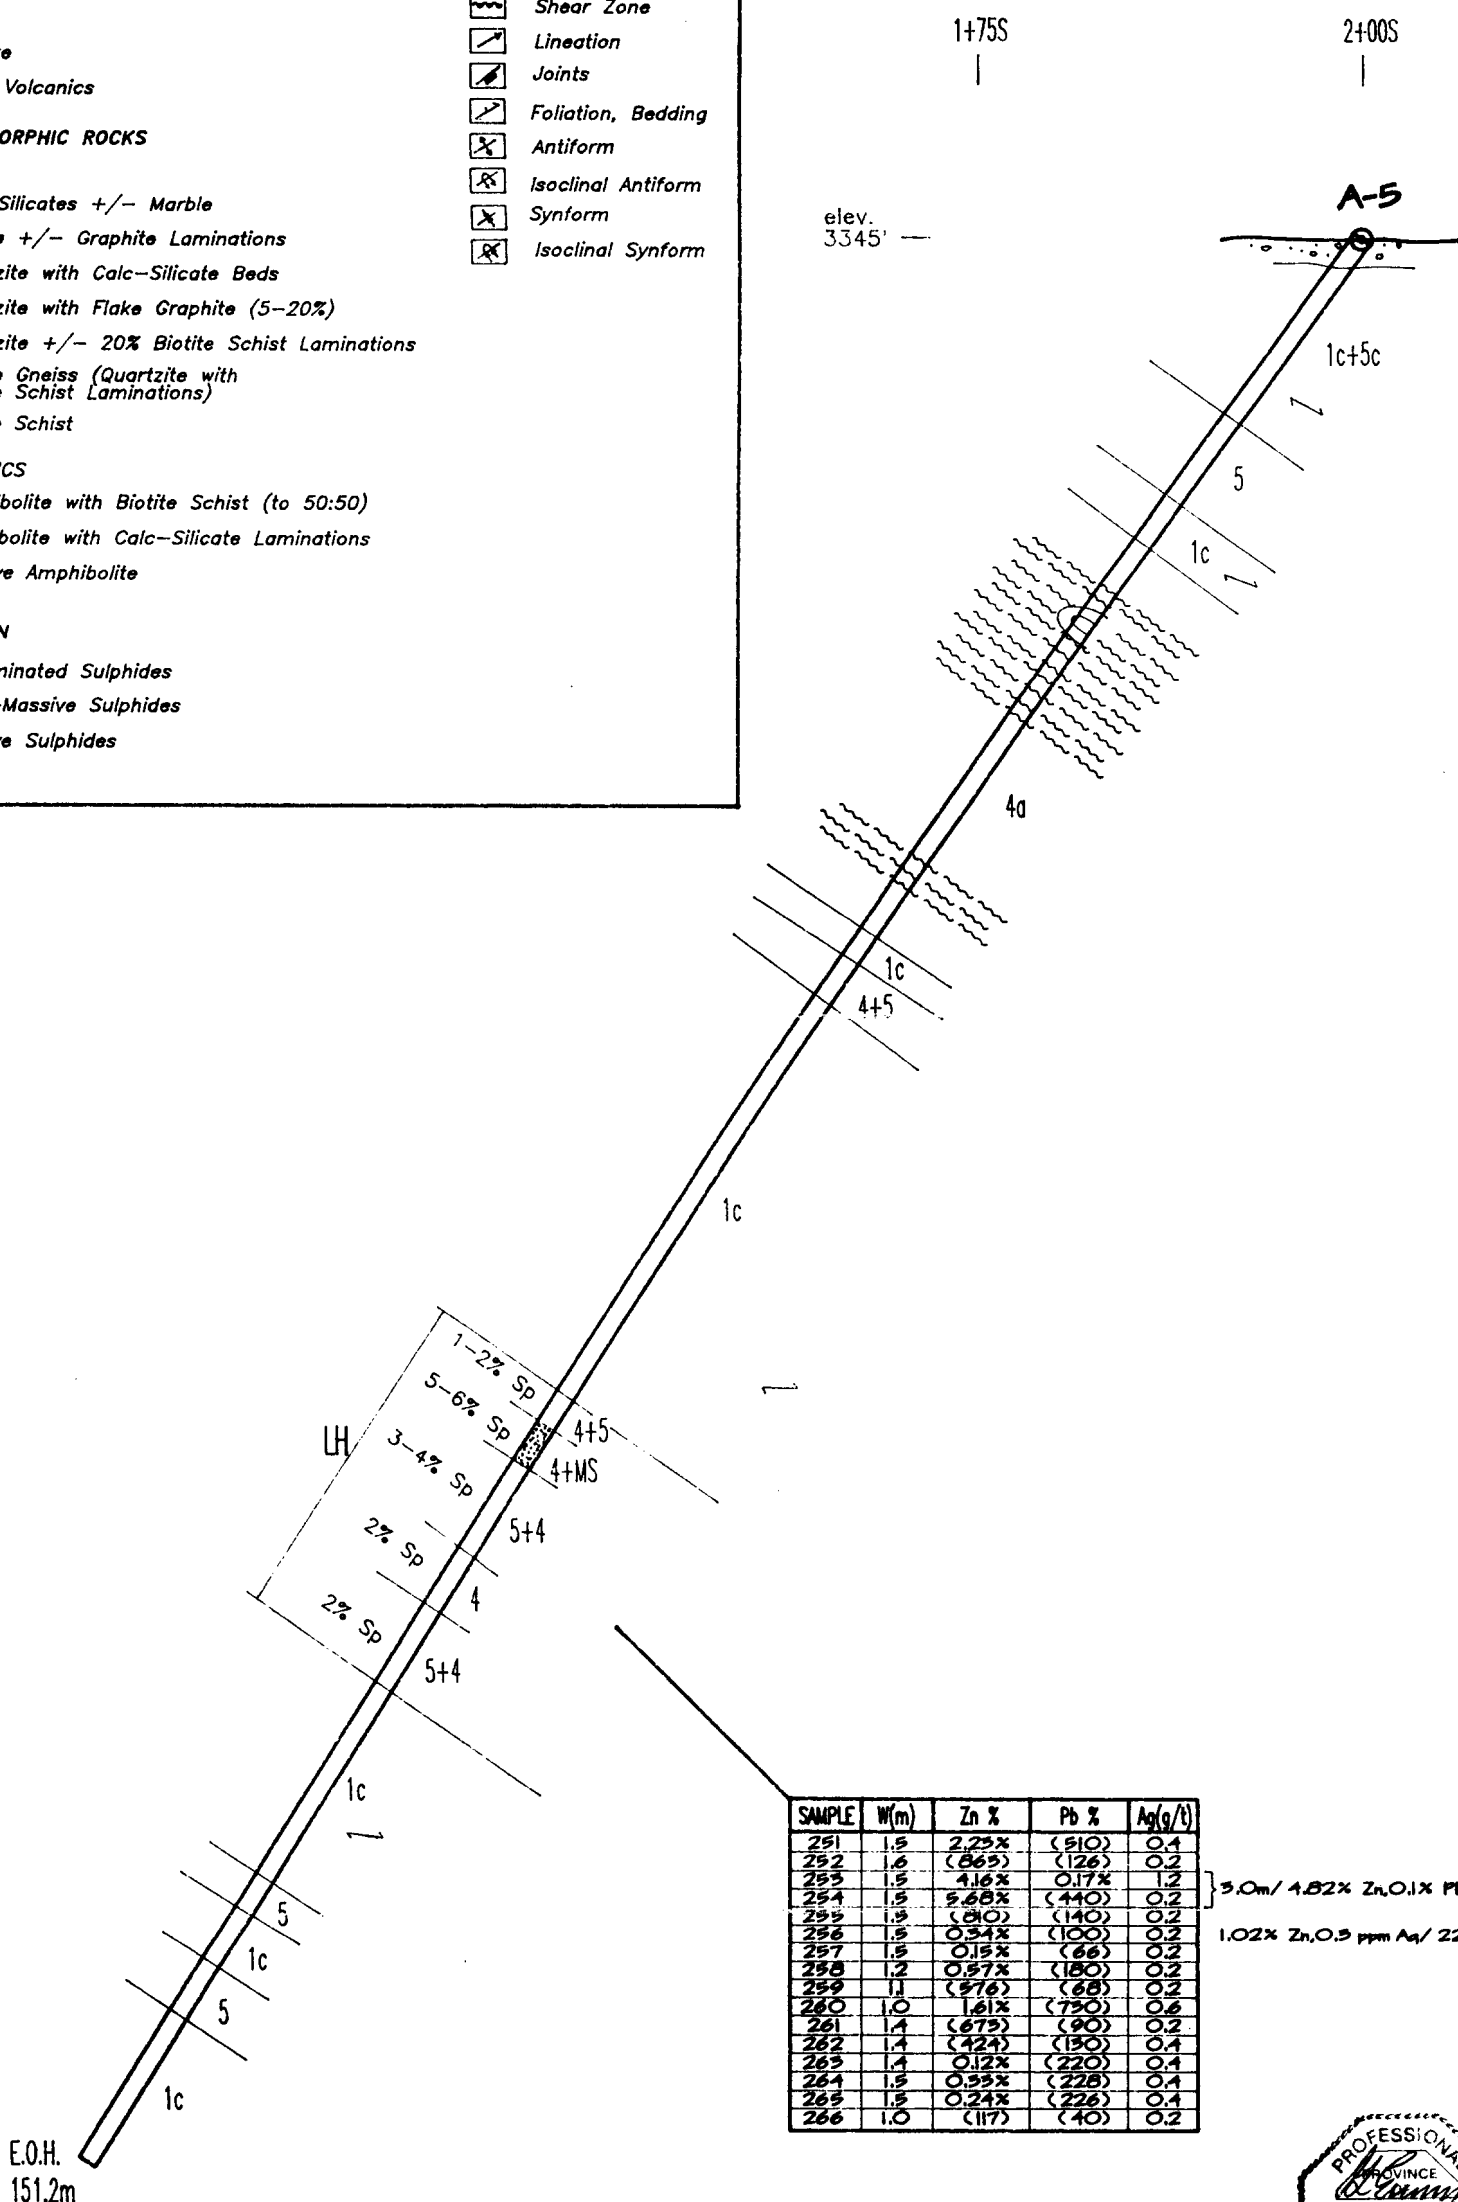 Shear Zone
Lineation
Joints
Foliation, Bedding
Antiform
Isoclinal Antiform
Synform
Isoclinal Synform
e
Volcanics
ORPHIC ROCKS
Silicates +/- Marble
+/- Graphite Laminations
zite with Calc-Silicate Beds
zite with Flake Graphite (5-20%)
zite +/- 20% Biotite Schist Laminations
Gneiss (Quartzite with
Schist Laminations)
Schist
CS
bolite with Biotite Schist (to 50:50)
bolite with Calc-Silicate Laminations
e Amphibolite
N
minated Sulphides
-Massive Sulphides
e Sulphides
1+75S 2+00S
A-5
elev.
3345'
1c+5c
5
1c
4a
1c
4+5
1c
1-2% Sp
5-6% Sp
3-4% Sp
2% Sp
2% Sp
LH
4+5
4+MS
5+4
4
5+4
1c
5
1c
5
1c
E.O.H.
151.2m
SAMPLE W(m) Zn % Pb % Ag(g/t)
251 1.5 2.23% (510) 0.4
252 1.6 (865) (126) 0.2
253 1.5 4.16% 0.17% 1.2
254 1.5 5.68% (440) 0.2
255 1.5 (810) (140) 0.2
256 1.5 0.34% (100) 0.2
257 1.5 0.15% (66) 0.2
258 1.2 0.57% (180) 0.2
259 1.1 (576) (68) 0.2
260 1.0 1.61% (730) 0.6
261 1.4 (673) (90) 0.2
262 1.4 (424) (130) 0.4
263 1.4 0.12% (220) 0.4
264 1.5 0.33% (228) 0.4
265 1.5 0.24% (226) 0.4
266 1.0 (117) (40) 0.2
3.0m/ 4.82% Zn,0.1% P
1.02% Zn,0.3 ppm Ag/ 22
PROFESSIONA
PROVINCE